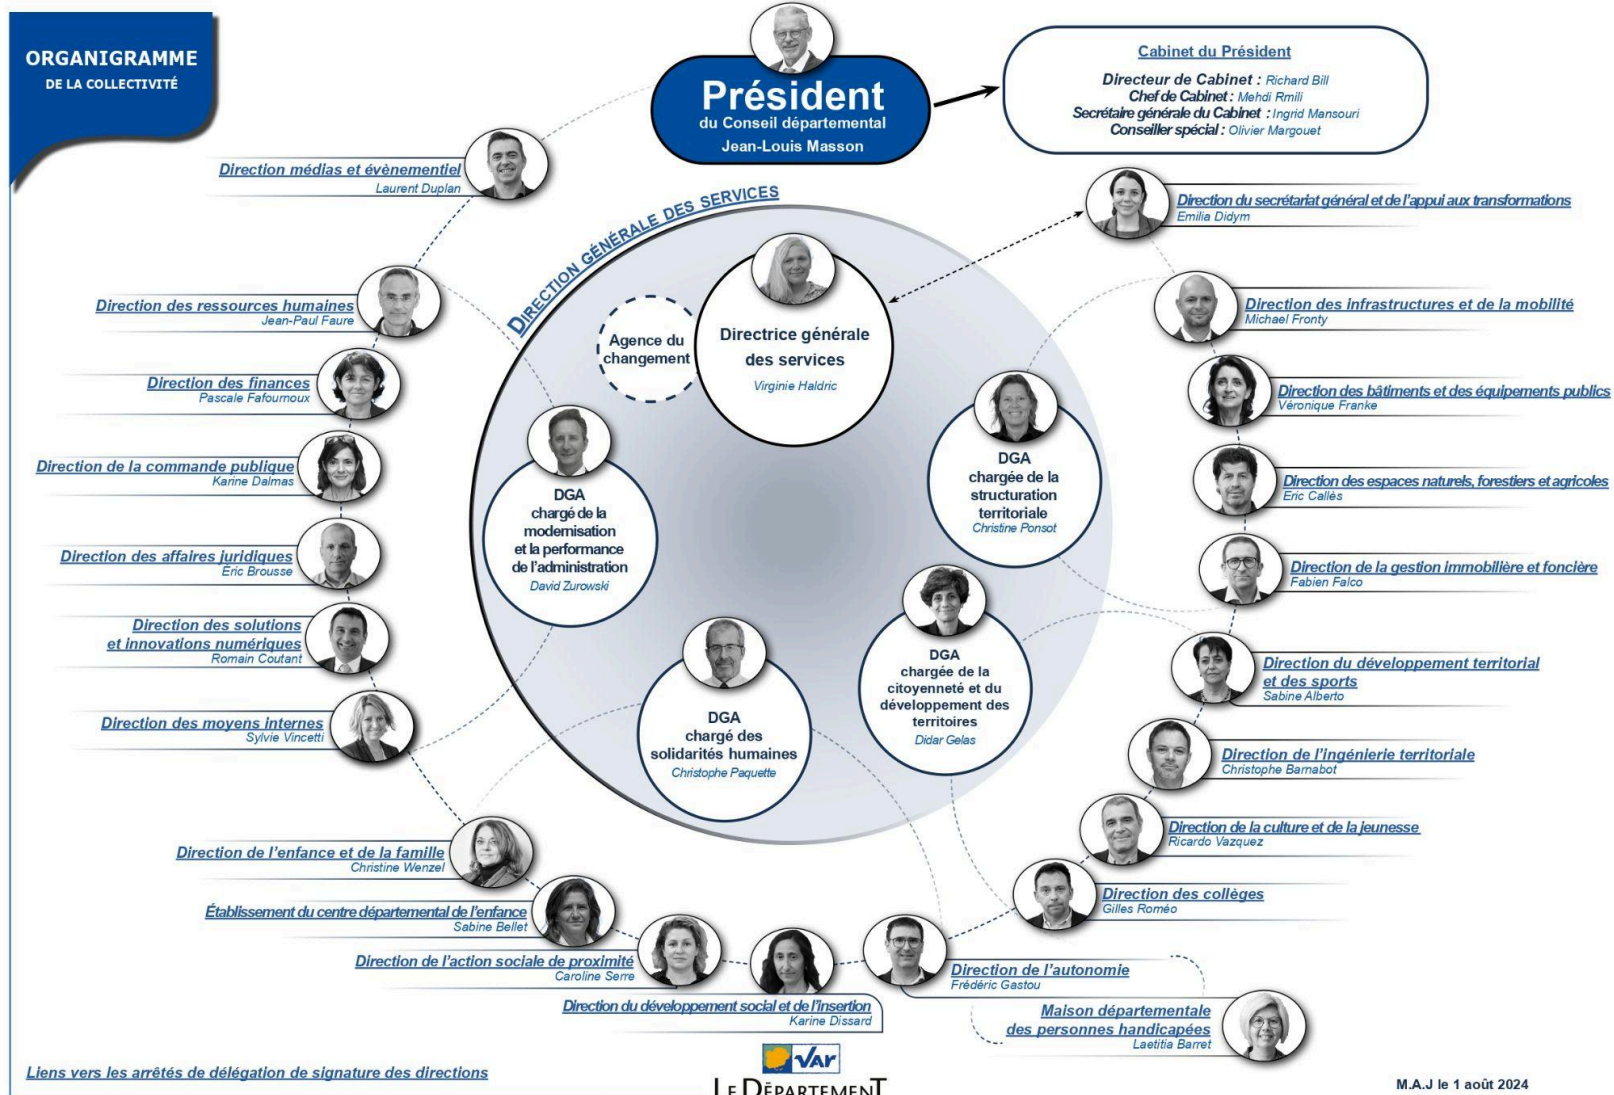 ORGANIGRAMME
DE LA COLLECTIVITÉ
Président
du Conseil départemental
Jean-Louis Masson
Cabinet du Président
Directeur de Cabinet : Richard Bill
Chef de Cabinet : Mehdi Rmili
Secrétaire générale du Cabinet : Ingrid Mansouri
Conseiller spécial : Olivier Margouet
Direction médias et évènementiel
Laurent Duplan
Direction des ressources humaines
Jean-Paul Faure
Direction des finances
Pascale Fafournoux
Direction de la commande publique
Karine Dalmas
Direction des affaires juridiques
Éric Brousse
Direction des solutions
et innovations numériques
Romain Coutant
Direction des moyens internes
Sylvie Vincetti
DIRECTION GÉNÉRALE DES SERVICES
Agence du
changement
Directrice générale
des services
Virginie Haldric
DGA
chargé de la
modernisation
et la performance
de l'administration
David Zurowski
DGA
chargée de la
structuration
territoriale
Christine Ponsot
DGA
chargé des
solidarités humaines
Christophe Paquette
DGA
chargée de la
citoyenneté et du
développement des
territoires
Didar Gelas
Direction du secrétariat général et de l'appui aux transformations
Emilia Didym
Direction des infrastructures et de la mobilité
Michael Fronty
Direction des bâtiments et des équipements publics
Véronique Franke
Direction des espaces naturels, forestiers et agricoles
Eric Callès
Direction de la gestion immobilière et foncière
Fabien Falco
Direction du développement territorial
et des sports
Sabine Alberto
Direction de l'ingénierie territoriale
Christophe Barnabot
Direction de la culture et de la jeunesse
Ricardo Vazquez
Direction des collèges
Gilles Roméo
Direction de l'enfance et de la famille
Christine Wenzel
Établissement du centre départemental de l'enfance
Sabine Bellet
Direction de l'action sociale de proximité
Caroline Serre
Direction du développement social et de l'insertion
Karine Dissard
Direction de l'autonomie
Frédéric Gastou
Maison départementale
des personnes handicapées
Laetitia Barret
Liens vers les arrêtés de délégation de signature des directions
VAR
LE DÉPARTEMENT
M.A.J le 1 août 2024